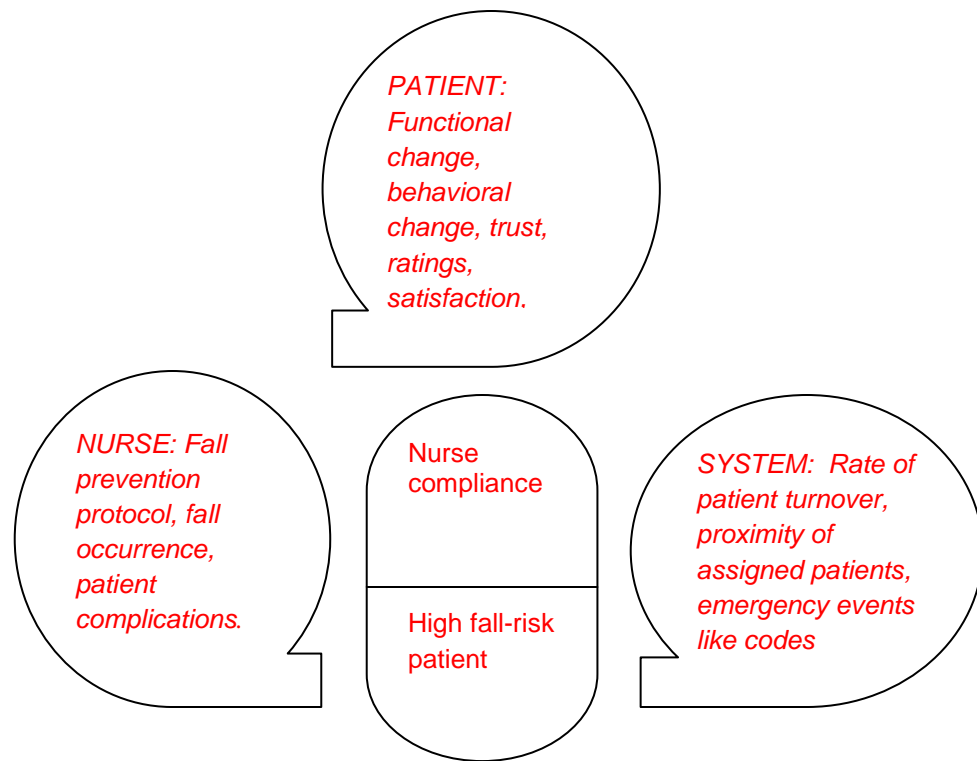 PATIENT:
Functional
change,
behavioral
change, trust,
ratings,
satisfaction.
NURSE: Fall
prevention
protocol, fall
occurrence,
patient
complications.
Nurse
compliance
High fall-risk
patient
SYSTEM:  Rate of
patient turnover,
proximity of
assigned patients,
emergency events
like codes